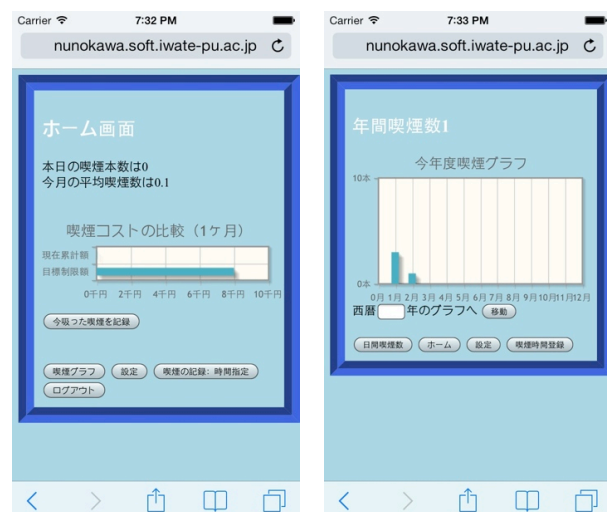 Carrier 7:32 PM
nunokawa.soft.iwate-pu.ac.jp
ホーム画面
本日の喫煙本数は0
今月の平均喫煙数は0.1
喫煙コストの比較（1ヶ月）
現在累計額
目標制限額
0千円 2千円 4千円 6千円 8千円 10千円
今吸った喫煙を記録
喫煙グラフ 設定 喫煙の記録: 時間指定
ログアウト
Carrier 7:33 PM
nunokawa.soft.iwate-pu.ac.jp
年間喫煙数1
今年度喫煙グラフ
10本
0本
0月 1月 2月 3月 4月 5月 6月 7月 8月 9月 10月 11月 12月
西暦 年のグラフへ 移動
日間喫煙数 ホーム 設定 喫煙時間登録